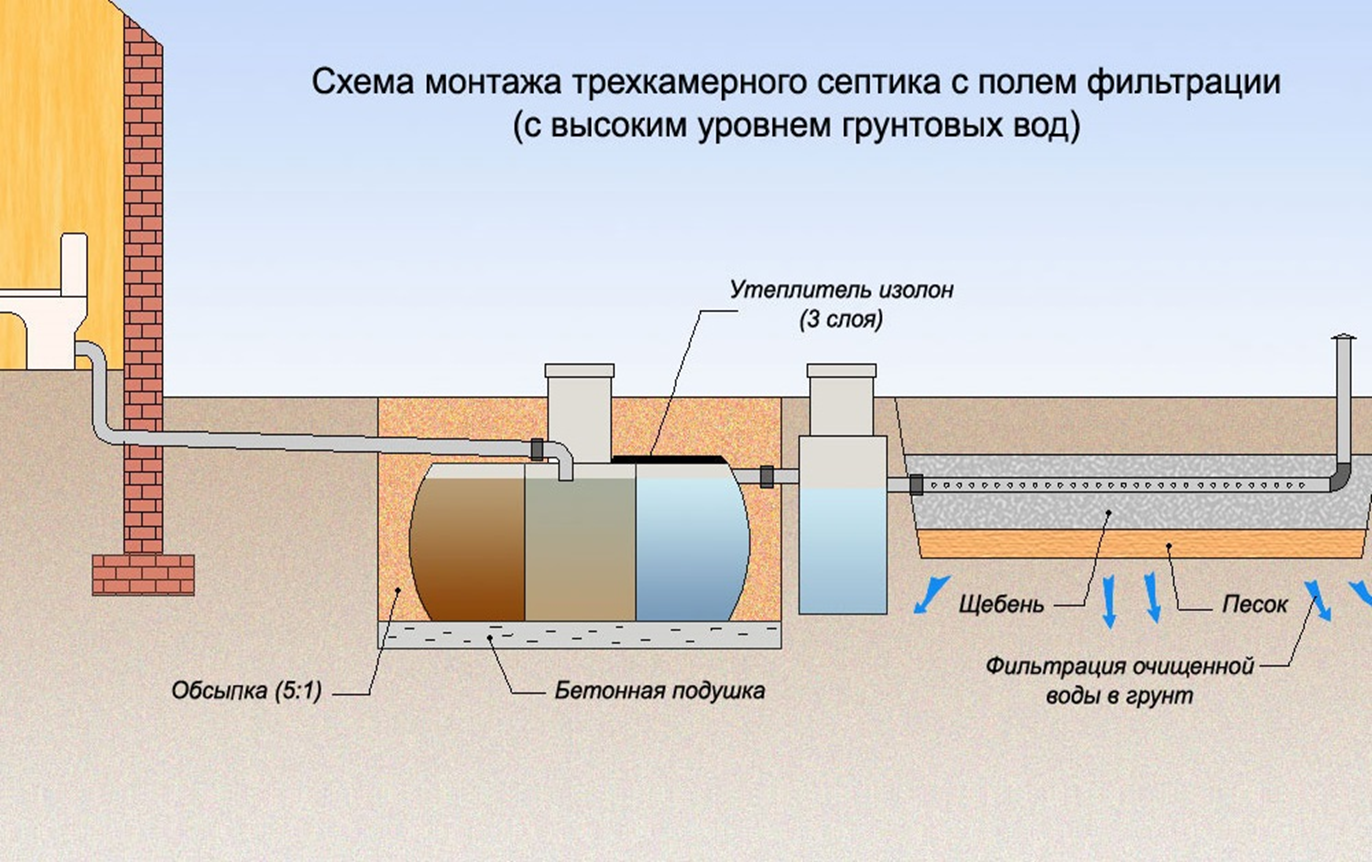 Схема монтажа трехкамерного септика с полем фильтрации
(с высоким уровнем грунтовых вод)
Утеплитель изолон
(3 слоя)
Щебень
Песок
Фильтрация очищенной
воды в грунт
Обсыпка (5:1)
Бетонная подушка